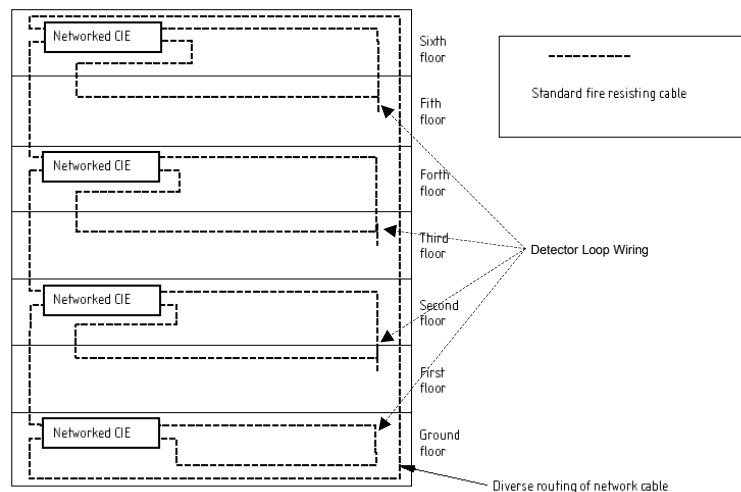 Networked CIE
Sixth
floor
Standard fire resisting cable
Fith
floor
Networked CIE
Forth
floor
Third
floor
Detector Loop Wiring
Networked CIE
Second
floor
First
floor
Networked CIE
Ground
floor
Diverse routing of network cable